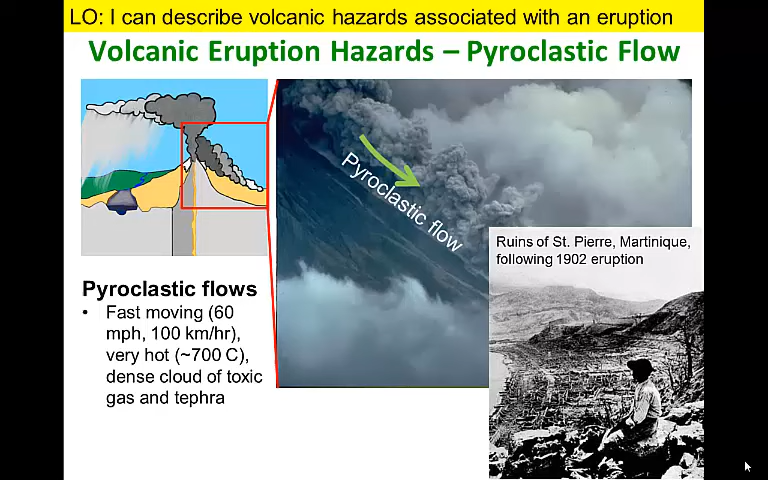 LO: I can describe volcanic hazards associated with an eruption
Volcanic Eruption Hazards – Pyroclastic Flow
Pyroclastic flow
Ruins of St. Pierre, Martinique,
following 1902 eruption
Pyroclastic flows
• Fast moving (60
mph, 100 km/hr),
very hot (~700 C),
dense cloud of toxic
gas and tephra